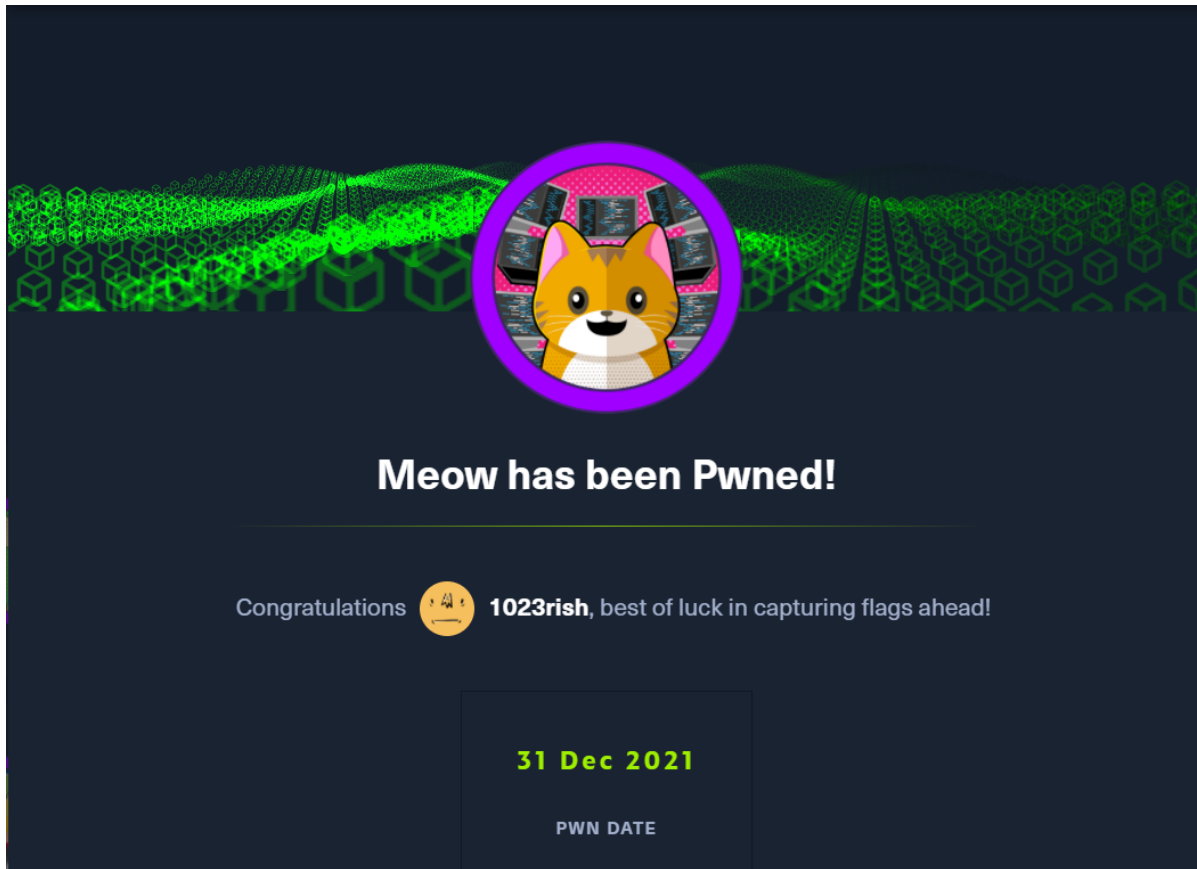 Meow has been Pwned!
Congratulations 1023rish, best of luck in capturing flags ahead!
31 Dec 2021
PWN DATE